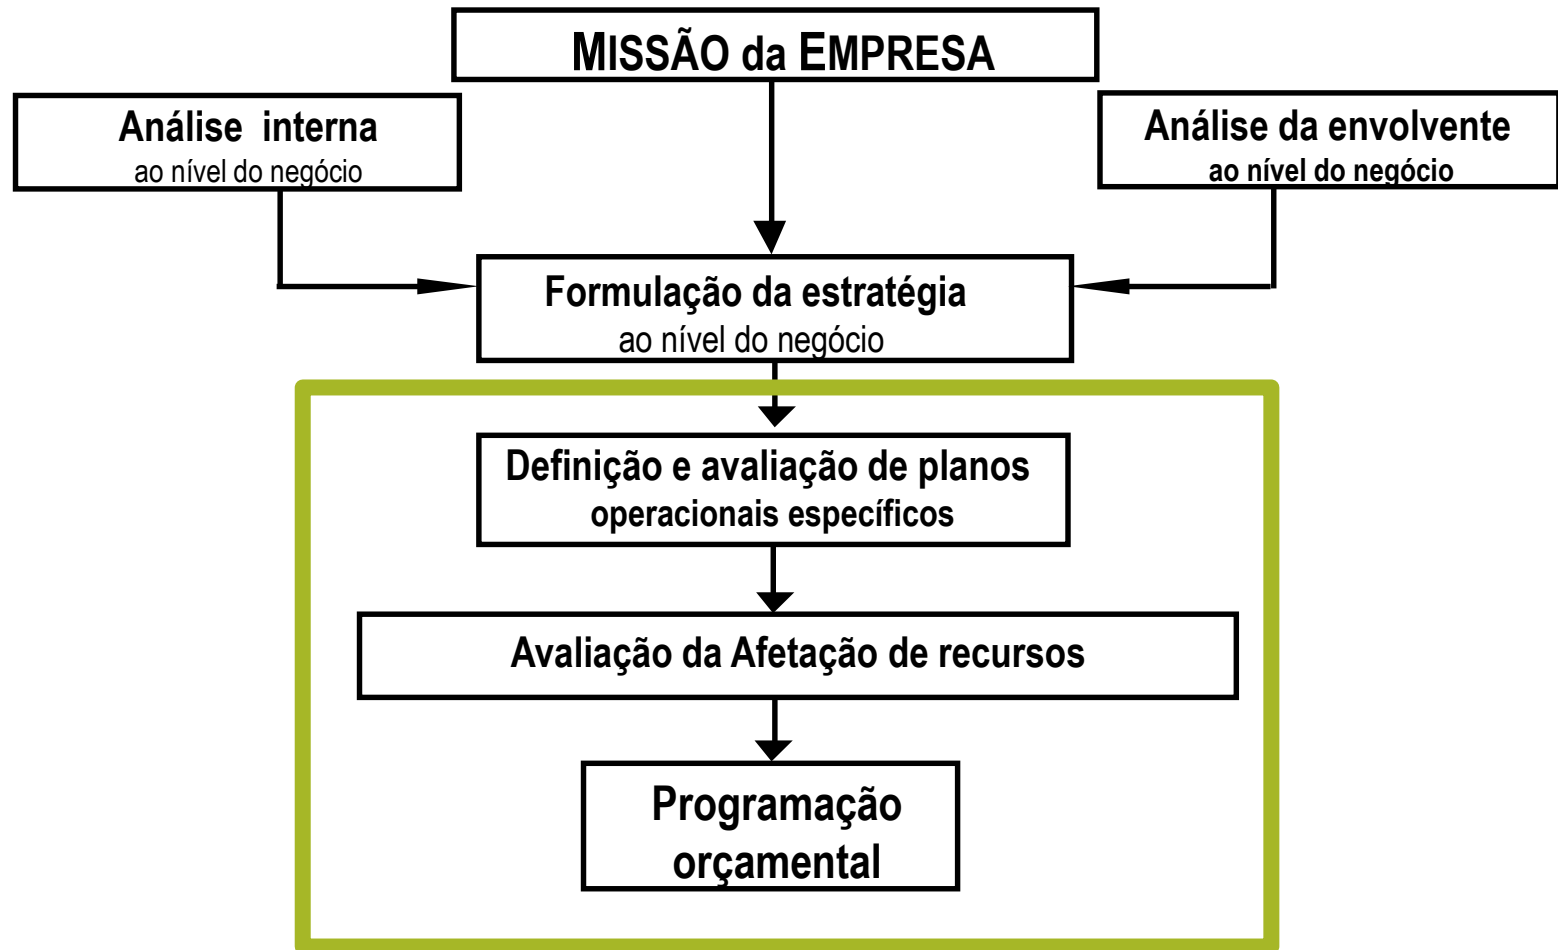 MISSÃO da EMPRESA
Análise interna
ao nível do negócio
Análise da envolvente
ao nível do negócio
Formulação da estratégia
ao nível do negócio
Definição e avaliação de planos
operacionais específicos
Avaliação da Afetação de recursos
Programação
orçamental